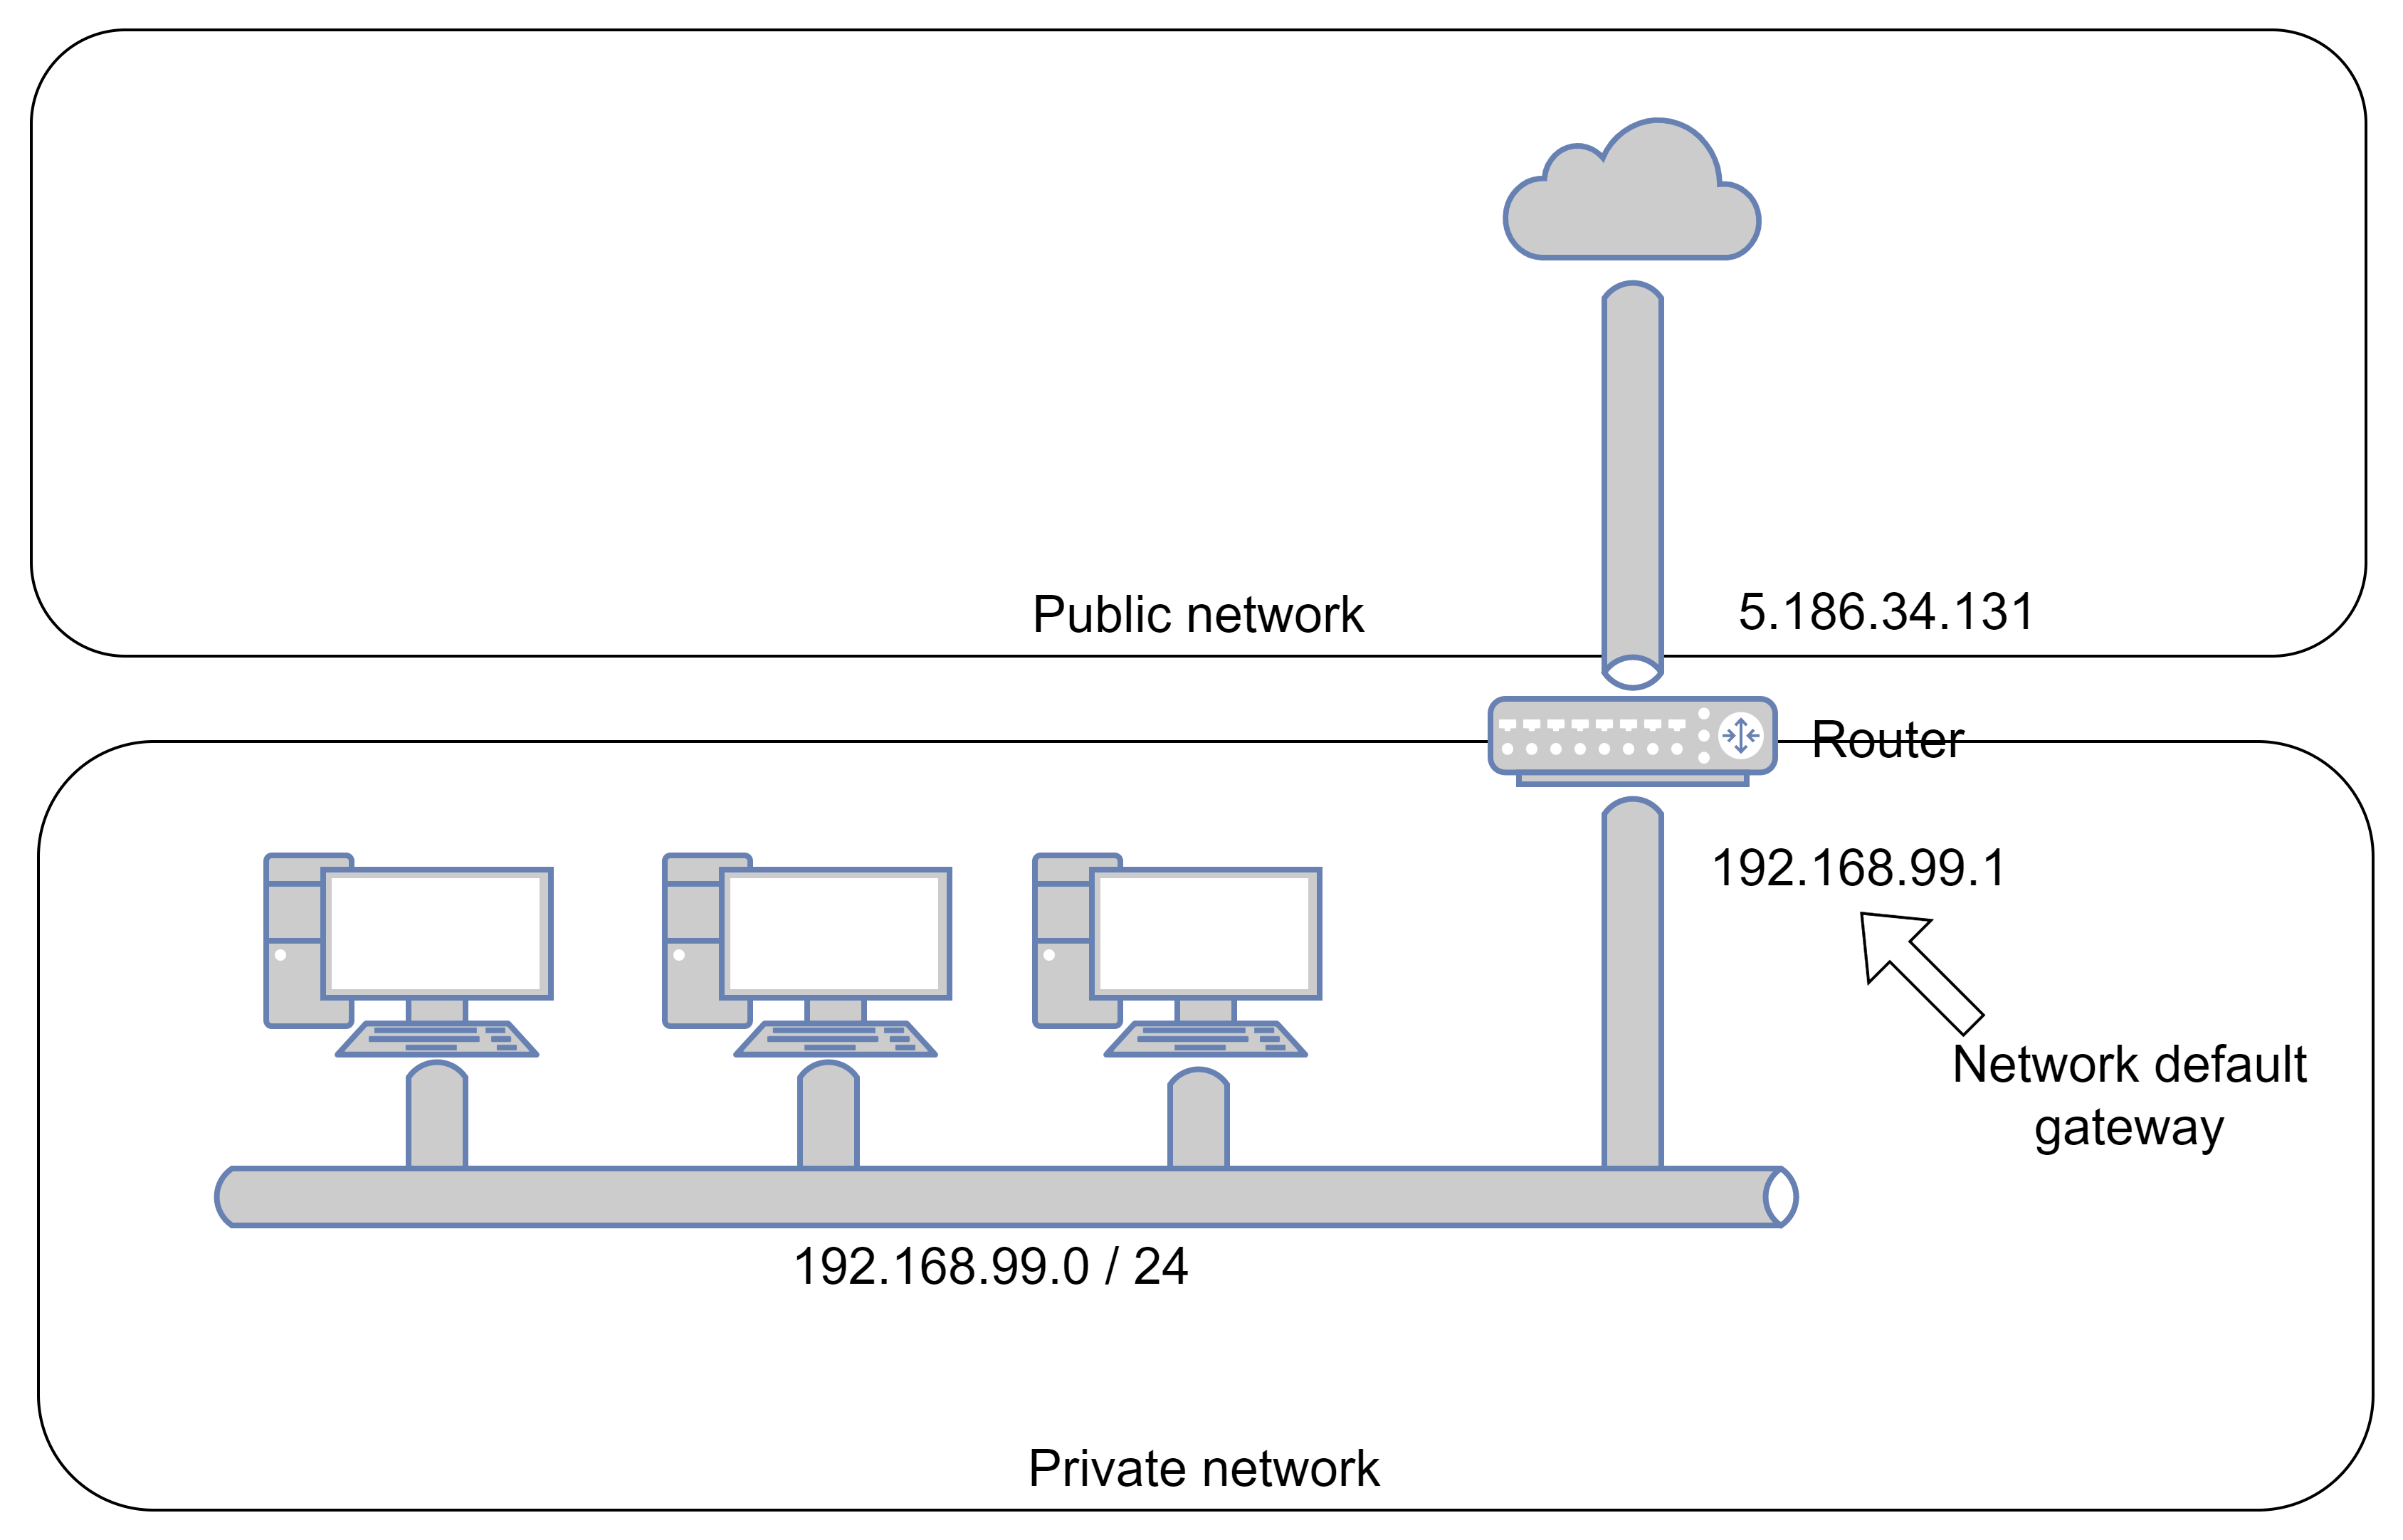 Public network
5.186.34.131
Router
192.168.99.1
Network default
gateway
192.168.99.0 / 24
Private network